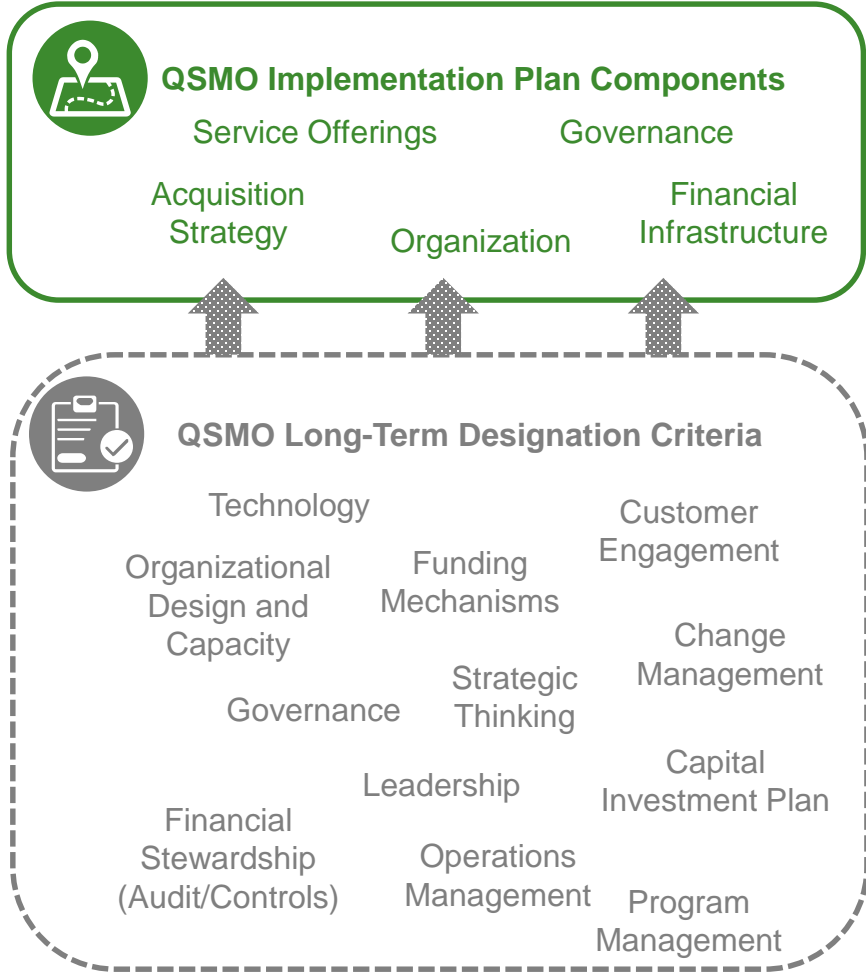 QSMO Implementation Plan Components
Service Offerings
Governance
Acquisition
Strategy
Organization
Financial
Infrastructure
QSMO Long-Term Designation Criteria
Technology
Customer
Engagement
Organizational
Design and
Capacity
Funding
Mechanisms
Change
Management
Governance
Strategic
Thinking
Leadership
Capital
Investment Plan
Financial
Stewardship
(Audit/Controls)
Operations
Management
Program
Management